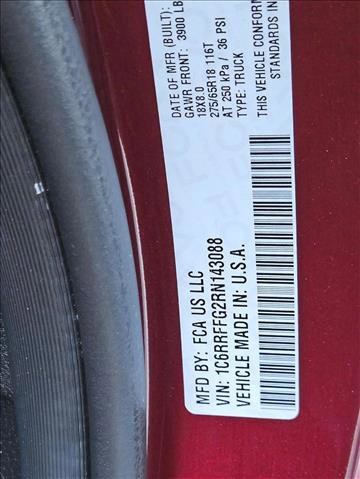 DATE OF MFR (BUILT):
GAWR FRONT: 3900 LB
18X8.0
275/65R18 116T
AT 250 kPa / 36 PSI
TYPE: TRUCK
THIS VEHICLE CONFORMS
STANDARDS IN
MFD BY: FCA US LLC
VIN: 1C6RRFFG2RN143088
VEHICLE MADE IN U.S.A.